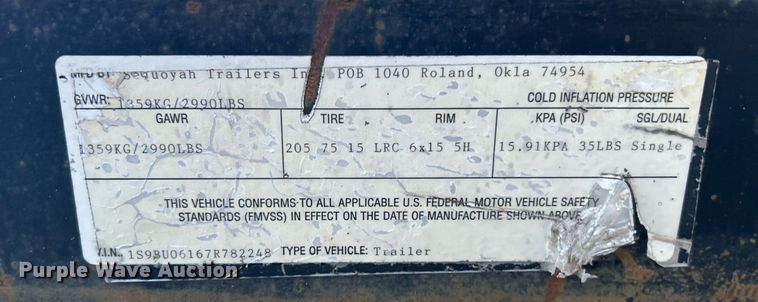 MFD BY Sequoyah Trailers Inc. POB 1040 Roland, Okla 74954
GVWR: 1359KG/2990LBS COLD INFLATION PRESSURE
GAWR TIRE RIM KPA (PSI) SGL/DUAL
1359KG/2990LBS 205 75 15 LRC 6x15 5H 15.91KPA 35LBS Single
THIS VEHICLE CONFORMS TO ALL APPLICABLE U.S. FEDERAL MOTOR VEHICLE SAFETY
STANDARDS (FMVSS) IN EFFECT ON THE DATE OF MANUFACTURE SHOWN ABOVE
V.I.N. 1S9BU06167R782248 TYPE OF VEHICLE: Trailer
Purple Wave Auction